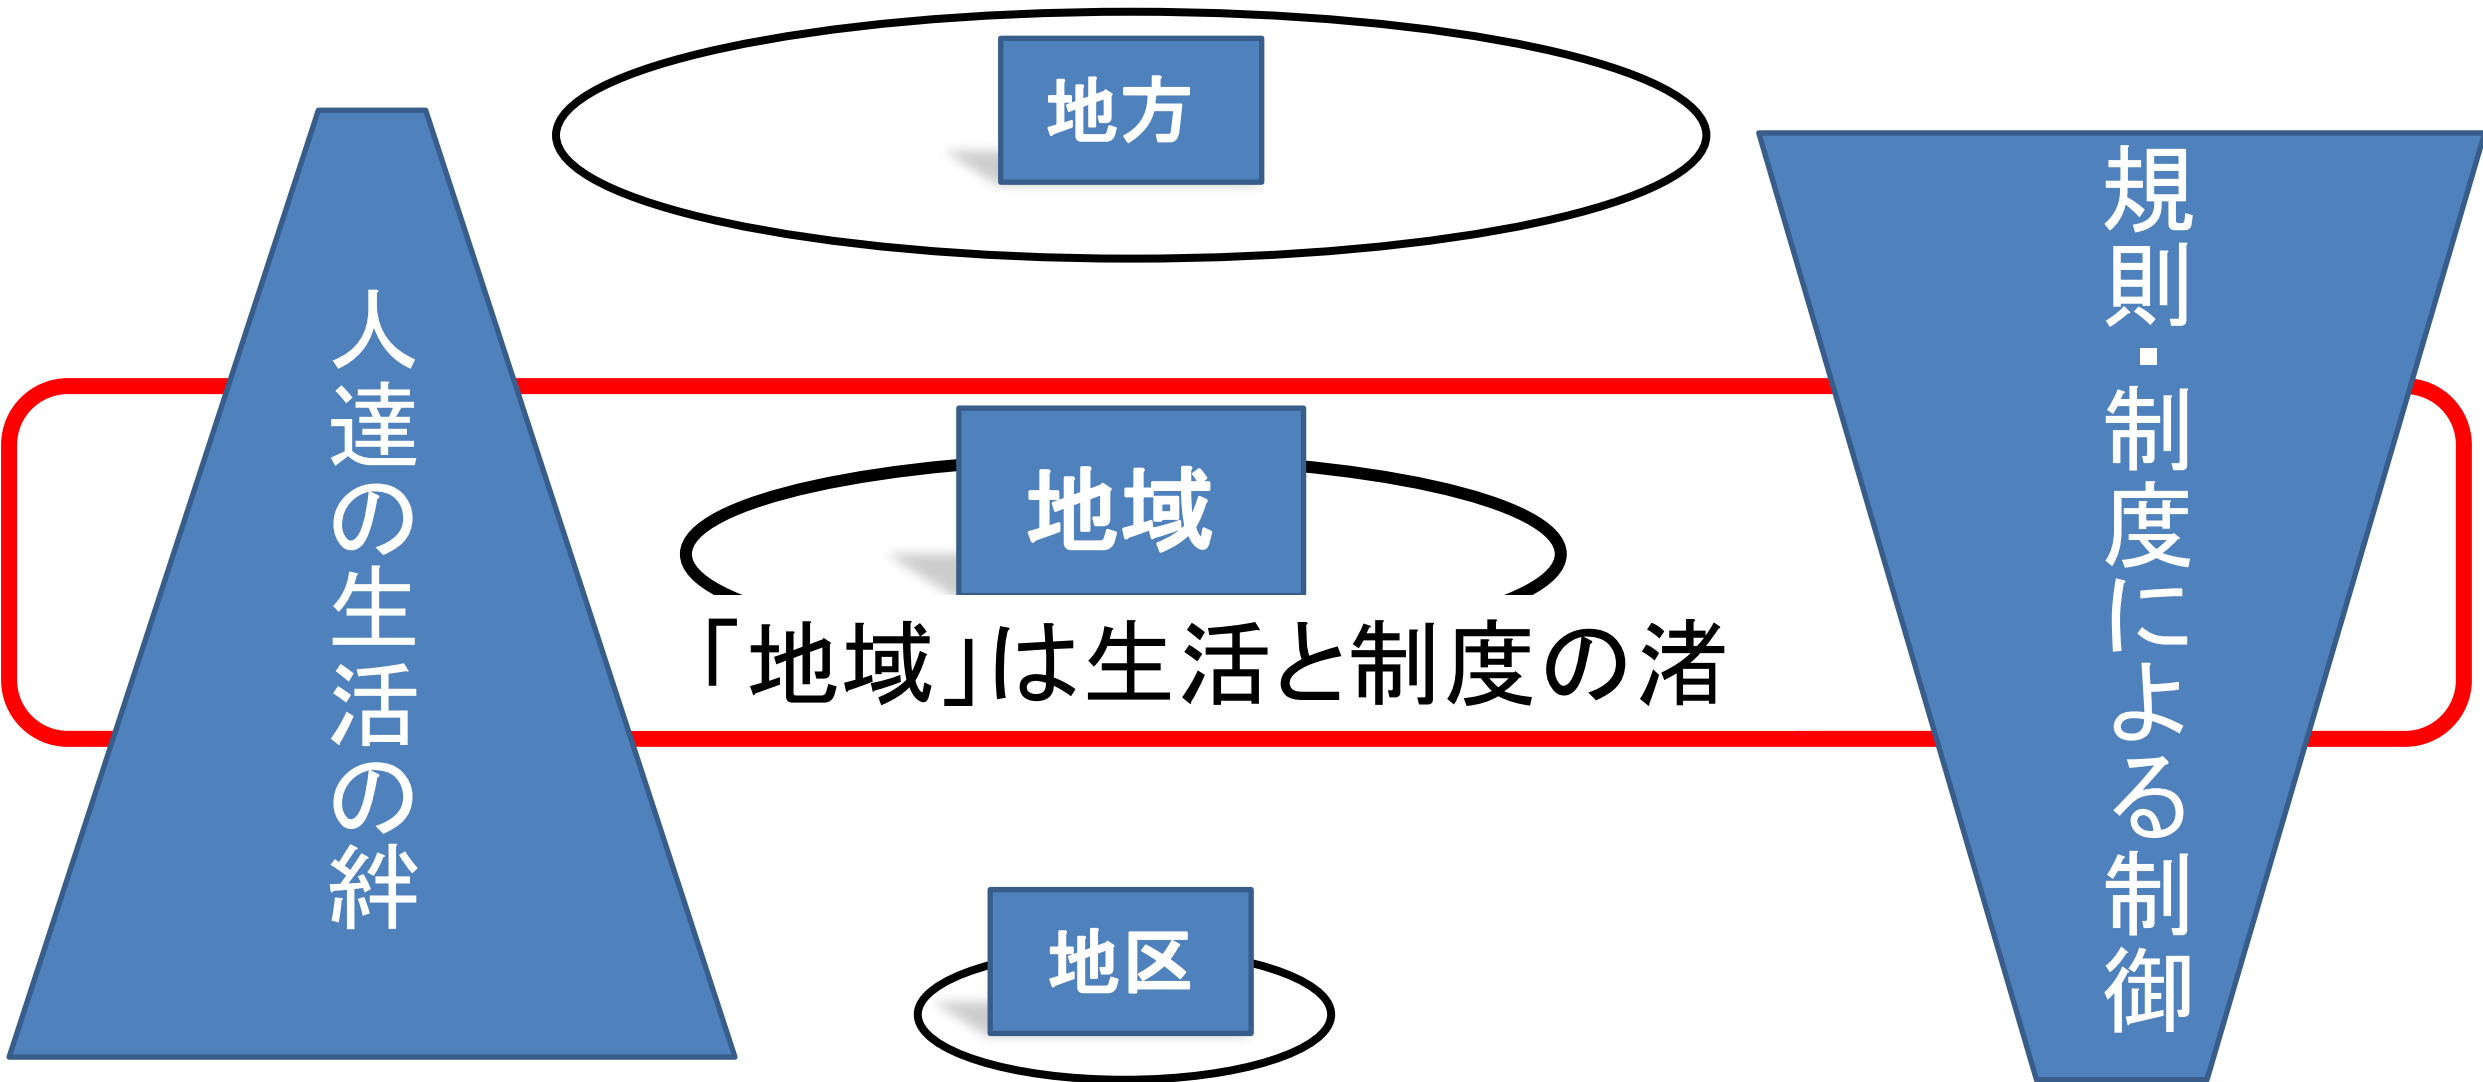 地方
人達の生活の絆
規則・制度による制御
地域
「地域」は生活と制度の渚
地区